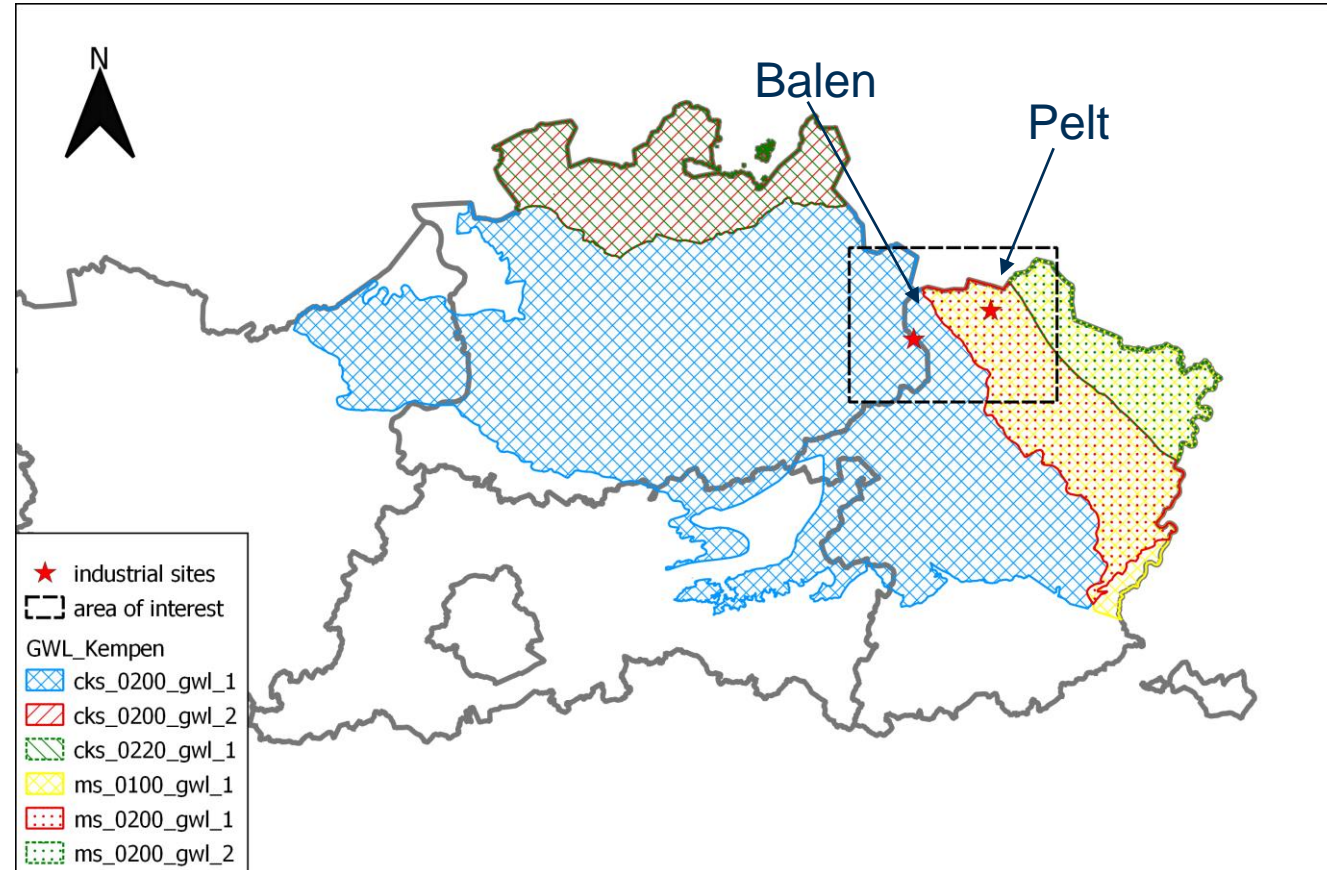 N
Balen
Pelt
industrial sites
area of interest
GWL_Kempen
cks_0200_gwl_1
cks_0200_gwl_2
cks_0220_gwl_1
ms_0100_gwl_1
ms_0200_gwl_1
ms_0200_gwl_2